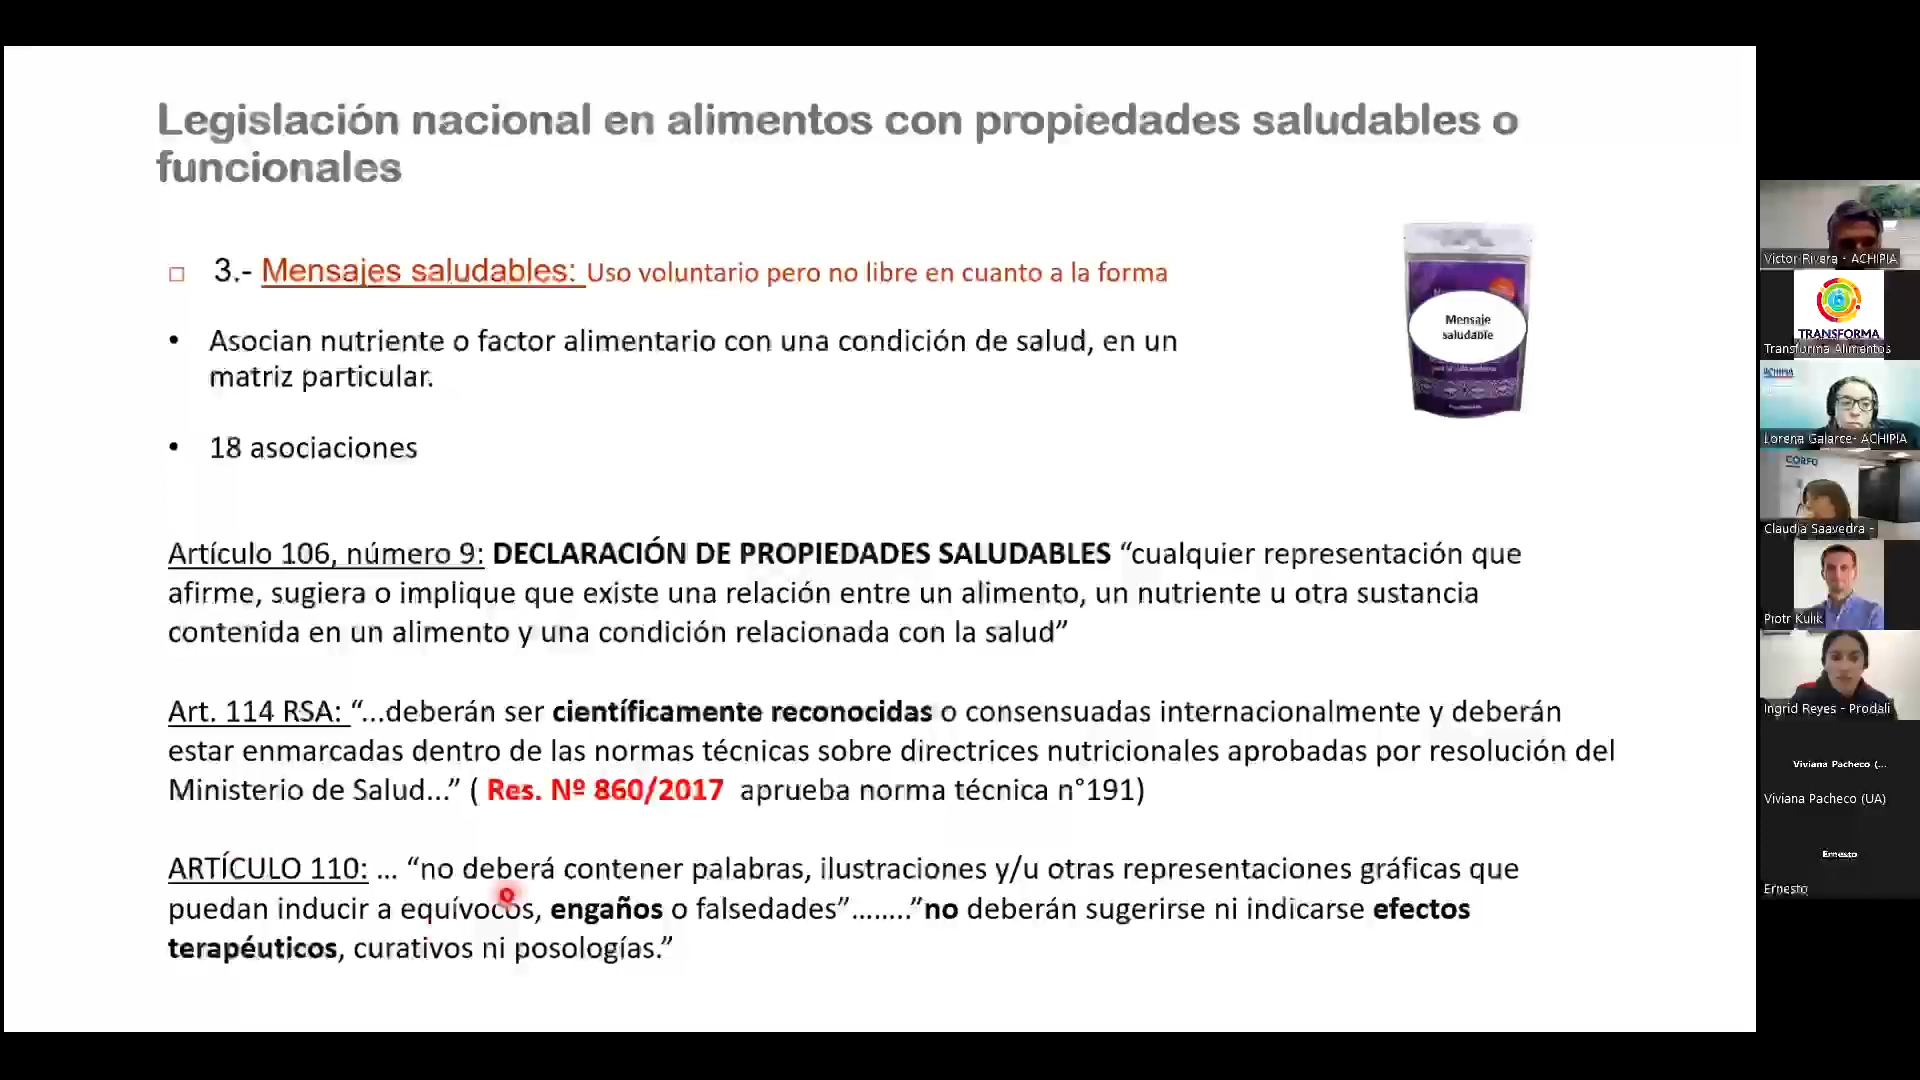 Legislación nacional en alimentos con propiedades saludables o
funcionales
3.- Mensajes saludables: Uso voluntario pero no libre en cuanto a la forma
• Asocian nutriente o factor alimentario con una condición de salud, en un
matriz particular.
• 18 asociaciones
Mensaje
saludable
Artículo 106, número 9: DECLARACIÓN DE PROPIEDADES SALUDABLES “cualquier representación que
afirme, sugiera o implique que existe una relación entre un alimento, un nutriente u otra sustancia
contenida en un alimento y una condición relacionada con la salud”
Art. 114 RSA: “...deberán ser científicamente reconocidas o consensuadas internacionalmente y deberán
estar enmarcadas dentro de las normas técnicas sobre directrices nutricionales aprobadas por resolución del
Ministerio de Salud...” ( Res. Nº 860/2017 aprueba norma técnica n°191)
ARTÍCULO 110: ... “no deberá contener palabras, ilustraciones y/u otras representaciones gráficas que
puedan inducir a equívocos, engaños o falsedades”........”no deberán sugerirse ni indicarse efectos
terapéuticos, curativos ni posologías.”
Victor Rivera - ACHIPIA
TRANSFORMA
Transforma Alimentos
ACHIPIA
Lorena Galarce- ACHIPIA
CORFO
Claudia Saavedra -
Piotr Kulik
Ingrid Reyes - Prodali
Viviana Pacheco (...
Viviana Pacheco (UA)
Ernesto
Ernesto